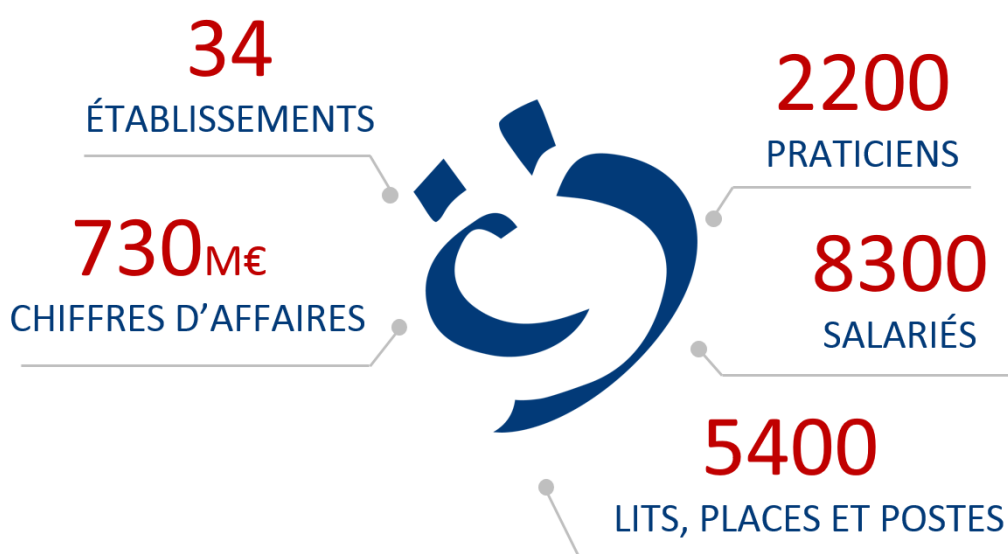 34
ÉTABLISSEMENTS
730M€
CHIFFRES D’AFFAIRES
2200
PRATICIENS
8300
SALARIÉS
5400
LITS, PLACES ET POSTES